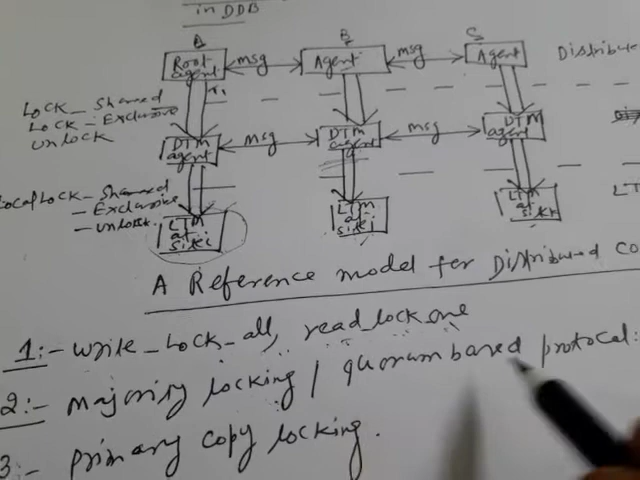 in DDB
A B C
Root agent msg Agent msg Agent Distribute
Lock - Shared
Lock - Exclusive
Unlock
DTM agent msg DTM agent msg DTM agent
Local Lock - Shared
- Exclusive
- Unlock.
LTM at site i LTM at site j LTM at site k LT
A Reference model for Distributed Co
1:- write_Lock_all, read_lock_one
2:- Majority locking / quorum based protocol:
3:- primary copy locking.